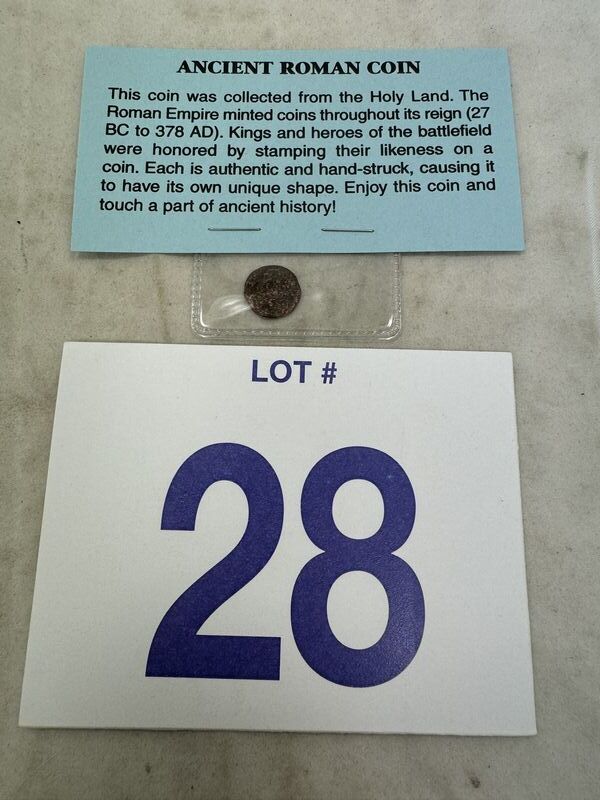 ANCIENT ROMAN COIN
This coin was collected from the Holy Land. The
Roman Empire minted coins throughout its reign (27
BC to 378 AD). Kings and heroes of the battlefield
were honored by stamping their likeness on a
coin. Each is authentic and hand-struck, causing it
to have its own unique shape. Enjoy this coin and
touch a part of ancient history!
LOT #
28